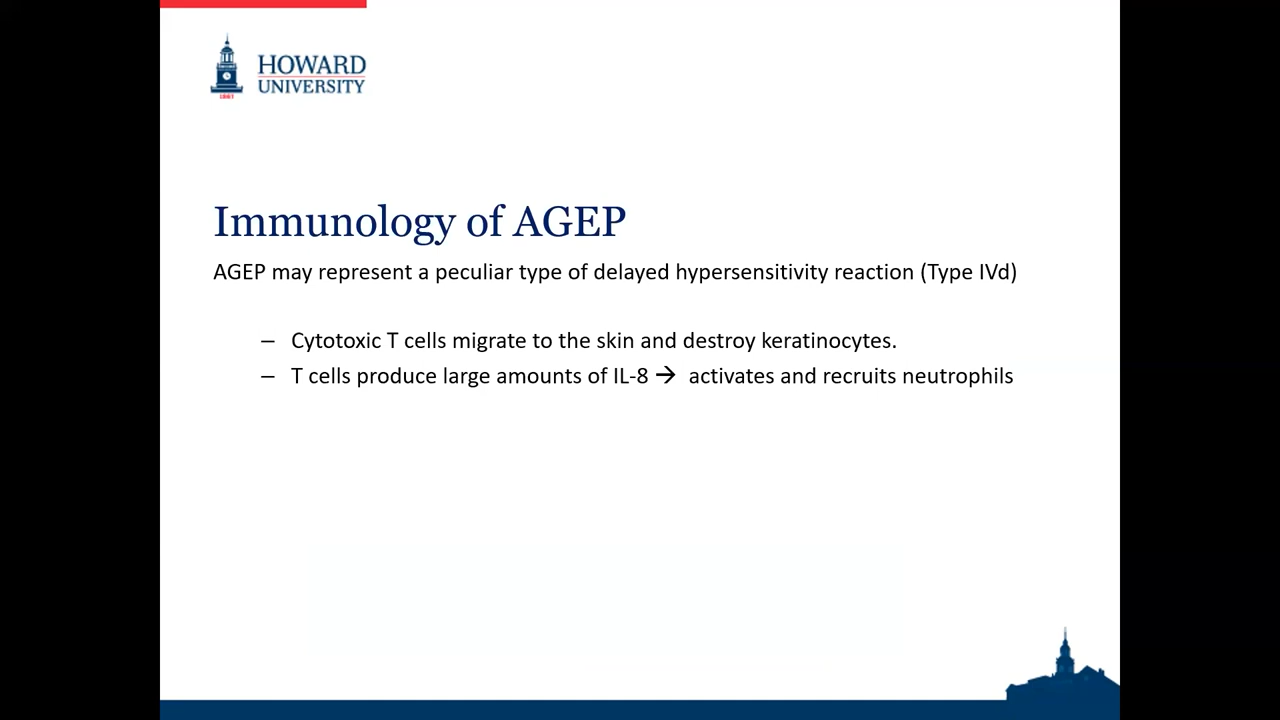 HOWARD
UNIVERSITY
1867
Immunology of AGEP
AGEP may represent a peculiar type of delayed hypersensitivity reaction (Type IVd)
– Cytotoxic T cells migrate to the skin and destroy keratinocytes.
– T cells produce large amounts of IL-8 → activates and recruits neutrophils